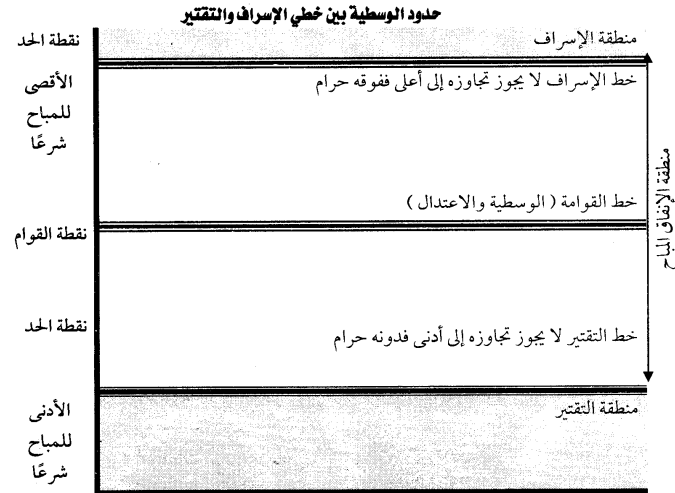 حدود الوسطية بين خطي الإسراف والتقتير
منطقة الإسراف
نقطة الحد
الأقصى
للمباح
شرعًا
خط الإسراف لا يجوز تجاوزه إلى أعلى ففوقه حرام
منطقة الإنفاق المباح
خط القوامة ( الوسطية والاعتدال )
نقطة القوام
خط التقتير لا يجوز تجاوزه إلى أدنى فدونه حرام
نقطة الحد
الأدنى
للمباح
شرعًا
منطقة التقتير